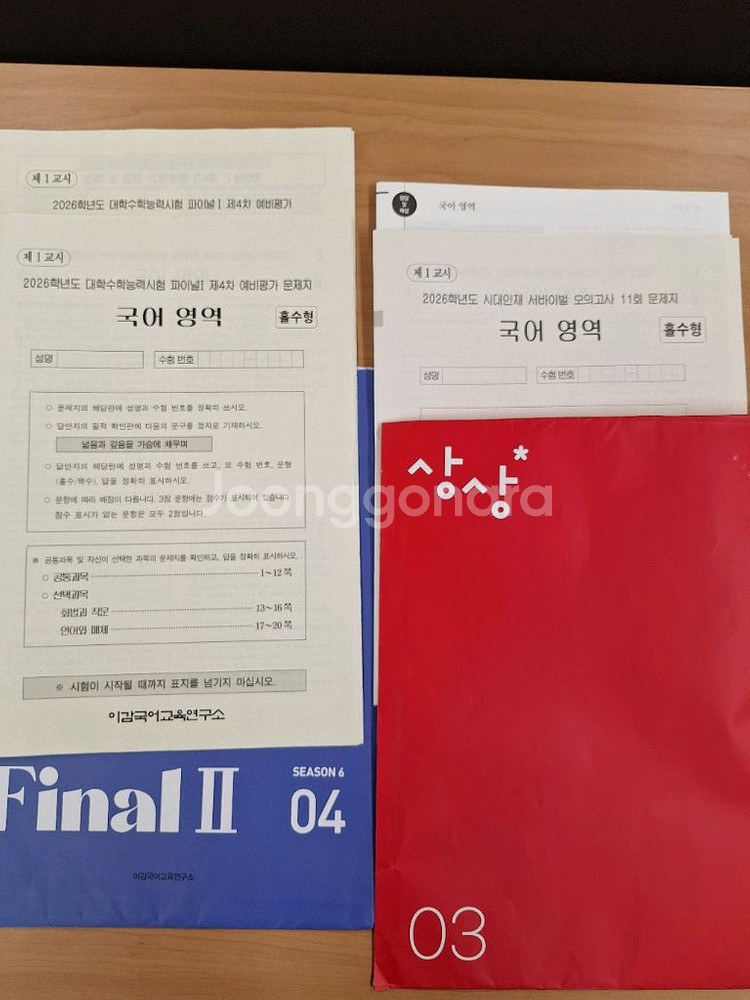 제 1 교시
2026학년도 대학수학능력시험 파이널Ⅰ 제4차 예비평가
제 1 교시
2026학년도 대학수학능력시험 파이널Ⅰ 제4차 예비평가 문제지
국어 영역
홀수형
성명
수험 번호
○ 문제지의 해당란에 성명과 수험 번호를 정확히 쓰시오.
○ 답안지의 필적 확인란에 다음의 문구를 정자로 기재하시오.
넓음과 깊음을 가슴에 채우며
○ 답안지의 해당란에 성명과 수험 번호를 쓰고, 또 수험 번호, 문형
(홀수/짝수), 답을 정확히 표시하시오.
○ 문항에 따라 배점이 다릅니다. 3점 문항에는 점수가 표시되어 있습니다.
점수 표시가 없는 문항은 모두 2점입니다.
※ 공통과목 및 자신이 선택한 과목의 문제지를 확인하고, 답을 정확히 표시하시오.
○ 공통과목 1~12 쪽
○ 선택과목
화법과 작문 13~16 쪽
언어와 매체 17~20 쪽
※ 시험이 시작될 때까지 표지를 넘기지 마십시오.
이감국어교육연구소
Final Ⅱ
SEASON 6
04
이감국어교육연구소
정답 및 해설
국어 영역
제 1 교시
2026학년도 시대인재 서바이벌 모의고사 11회 문제지
국어 영역
홀수형
성명
수험 번호
상상*
03
Joonggonara